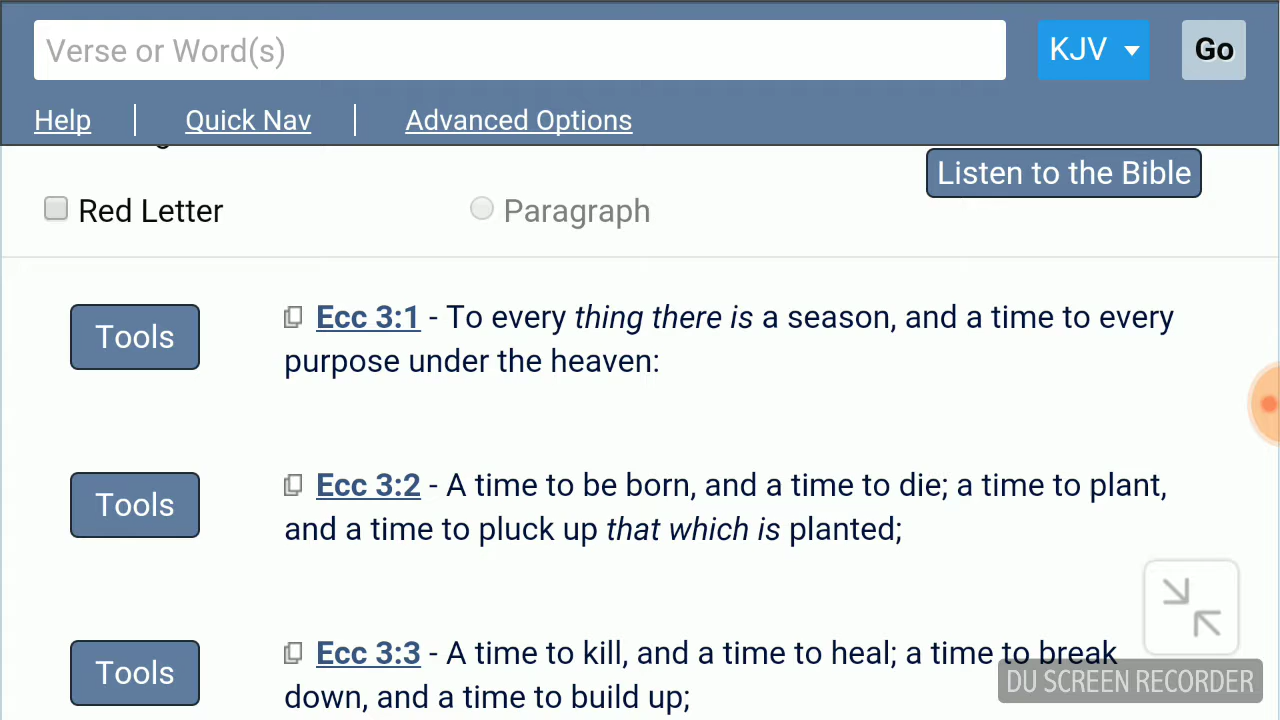 Verse or Word(s) KJV Go
Help Quick Nav Advanced Options
Listen to the Bible
Red Letter Paragraph
Tools Ecc 3:1 - To every thing there is a season, and a time to every
purpose under the heaven:
Tools Ecc 3:2 - A time to be born, and a time to die; a time to plant,
and a time to pluck up that which is planted;
Tools Ecc 3:3 - A time to kill, and a time to heal; a time to break
down, and a time to build up;
DU SCREEN RECORDER